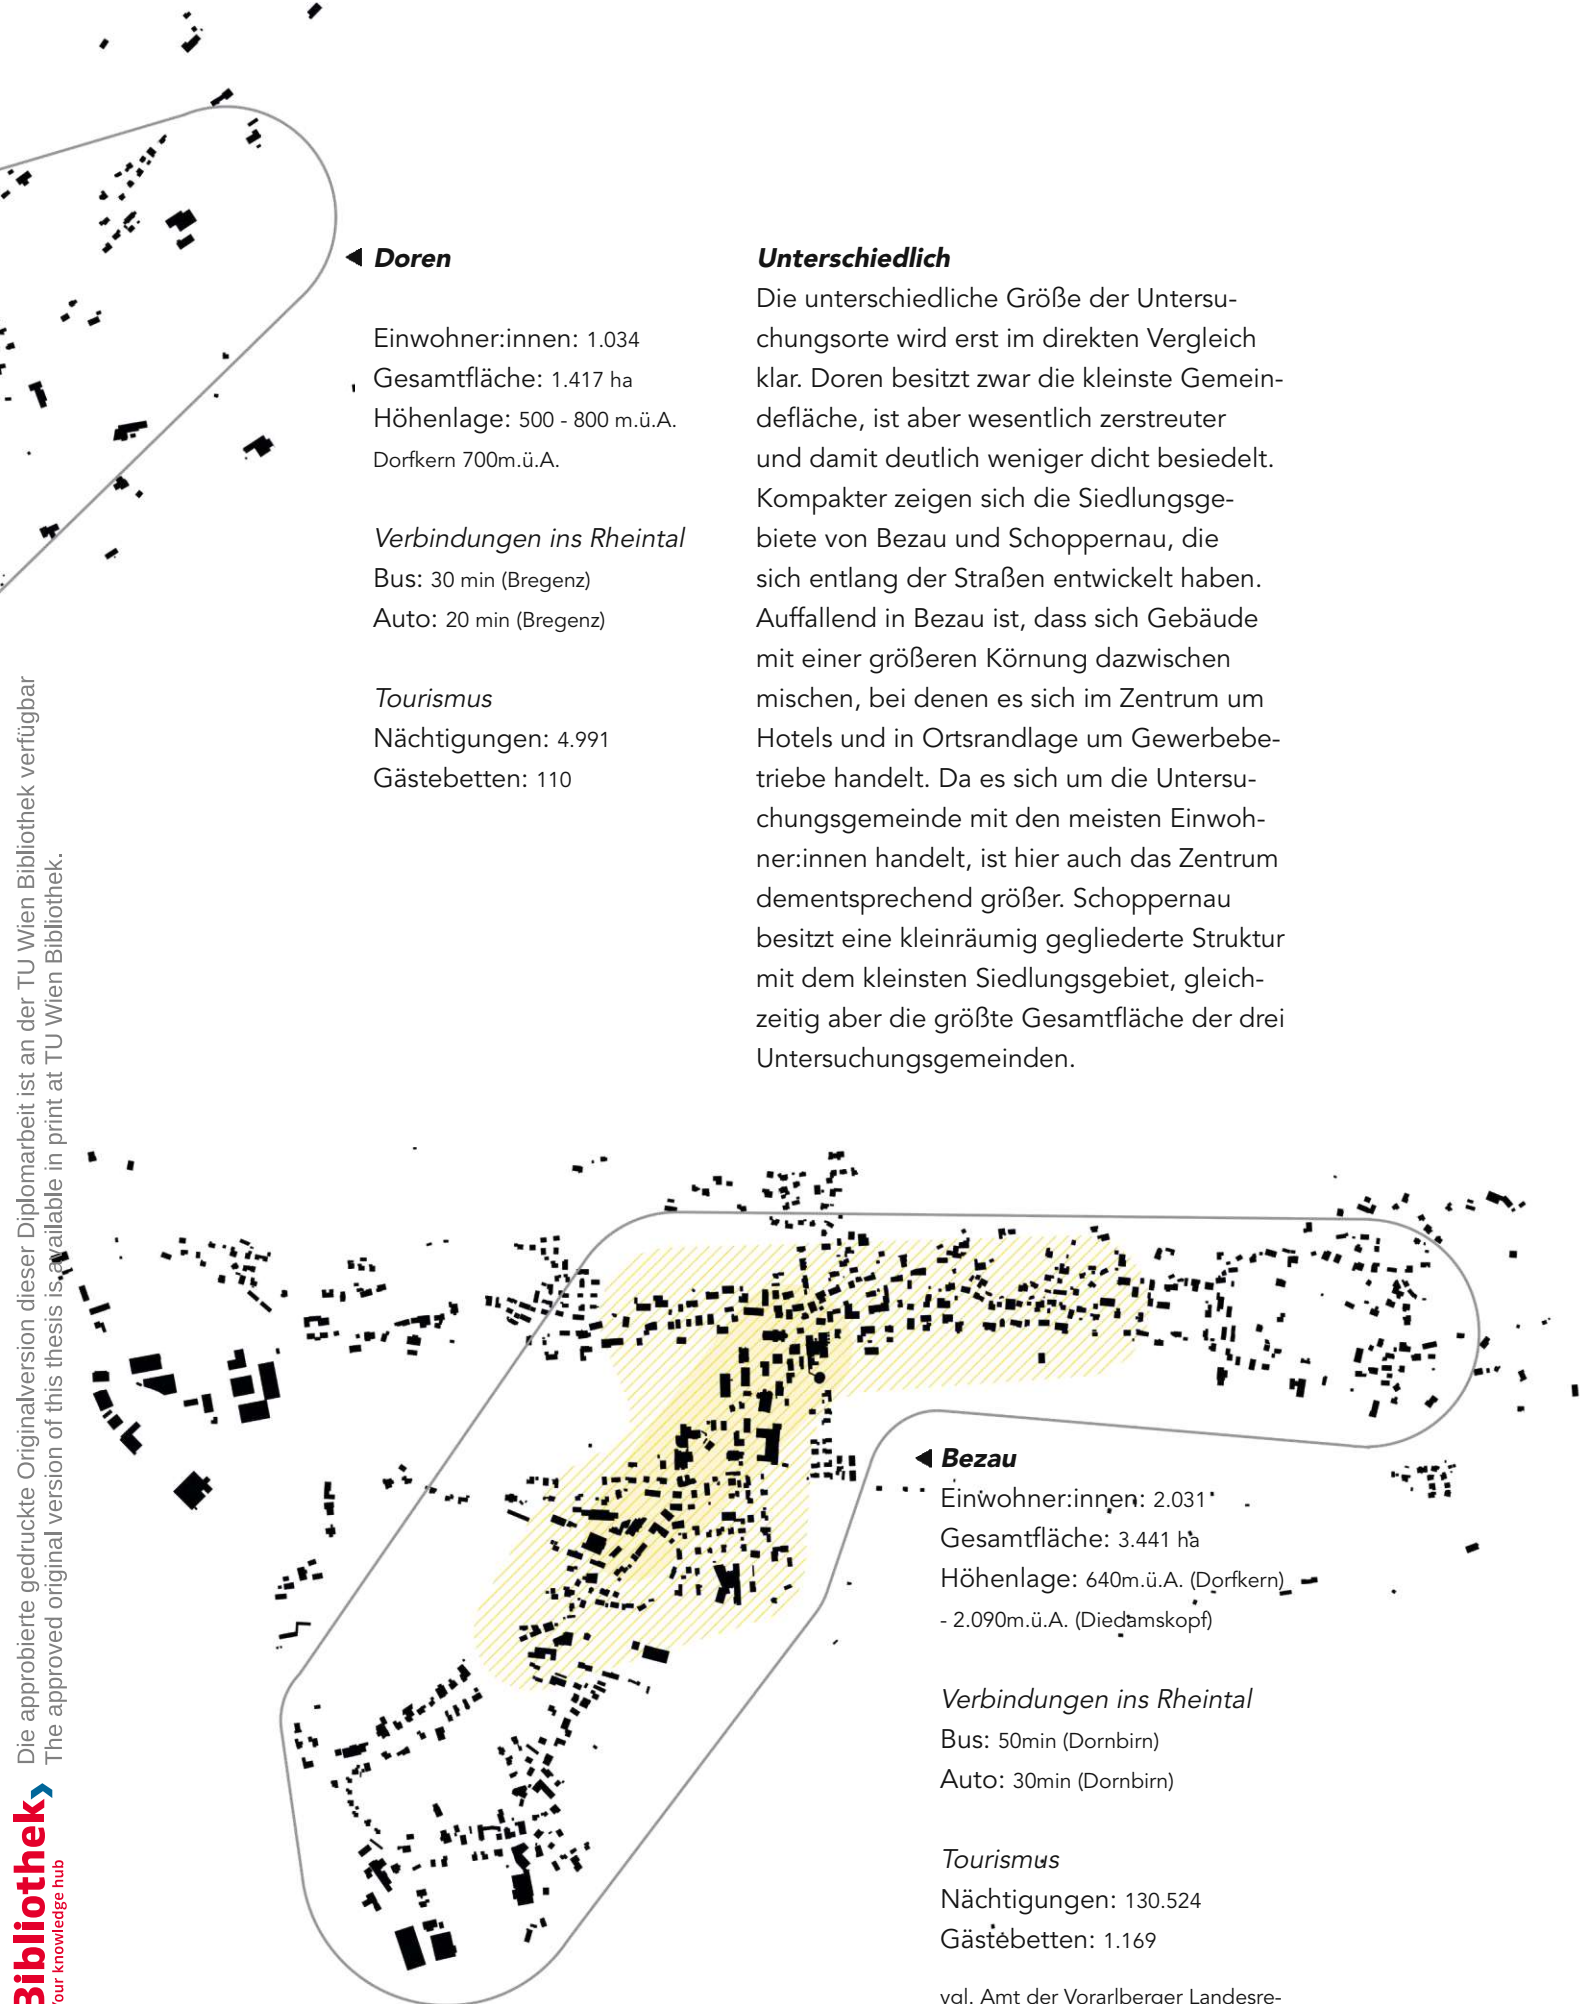 Doren
Einwohner:innen: 1.034
Gesamtfläche: 1.417 ha
Höhenlage: 500 - 800 m.ü.A.
Dorfkern 700m.ü.A.
Verbindungen ins Rheintal
Bus: 30 min (Bregenz)
Auto: 20 min (Bregenz)
Tourismus
Nächtigungen: 4.991
Gästebetten: 110
Unterschiedlich
Die unterschiedliche Größe der Untersu-
chungsorte wird erst im direkten Vergleich
klar. Doren besitzt zwar die kleinste Gemein-
defläche, ist aber wesentlich zerstreuter
und damit deutlich weniger dicht besiedelt.
Kompakter zeigen sich die Siedlungsge-
biete von Bezau und Schoppernau, die
sich entlang der Straßen entwickelt haben.
Auffallend in Bezau ist, dass sich Gebäude
mit einer größeren Körnung dazwischen
mischen, bei denen es sich im Zentrum um
Hotels und in Ortsrandlage um Gewerbebe-
triebe handelt. Da es sich um die Untersu-
chungsgemeinde mit den meisten Einwoh-
ner:innen handelt, ist hier auch das Zentrum
dementsprechend größer. Schoppernau
besitzt eine kleinräumig gegliederte Struktur
mit dem kleinsten Siedlungsgebiet, gleich-
zeitig aber die größte Gesamtfläche der drei
Untersuchungsgemeinden.
Bezau
Einwohner:innen: 2.031
Gesamtfläche: 3.441 ha
Höhenlage: 640m.ü.A. (Dorfkern)
- 2.090m.ü.A. (Diedamskopf)
Verbindungen ins Rheintal
Bus: 50min (Dornbirn)
Auto: 30min (Dornbirn)
Tourismus
Nächtigungen: 130.524
Gästebetten: 1.169
vgl. Amt der Vorarlberger Landesre-
Die approbierte gedruckte Originalversion dieser Diplomarbeit ist an der TU Wien Bibliothek verfügbar
The approved original version of this thesis is available in print at TU Wien Bibliothek.
Bibliothek
Your knowledge hub